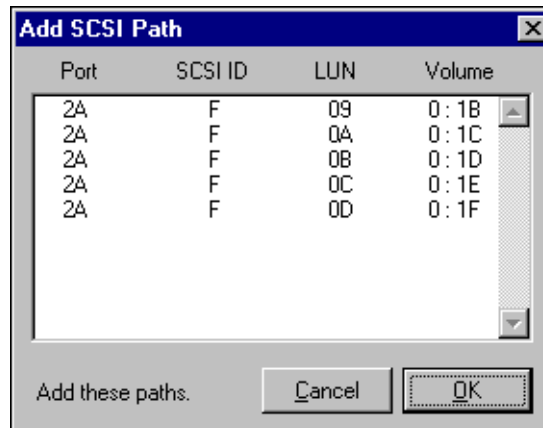 Add SCSI Path
Port SCSI ID LUN Volume
2A F 09 0 : 1B
2A F 0A 0 : 1C
2A F 0B 0 : 1D
2A F 0C 0 : 1E
2A F 0D 0 : 1F
Add these paths. Cancel OK